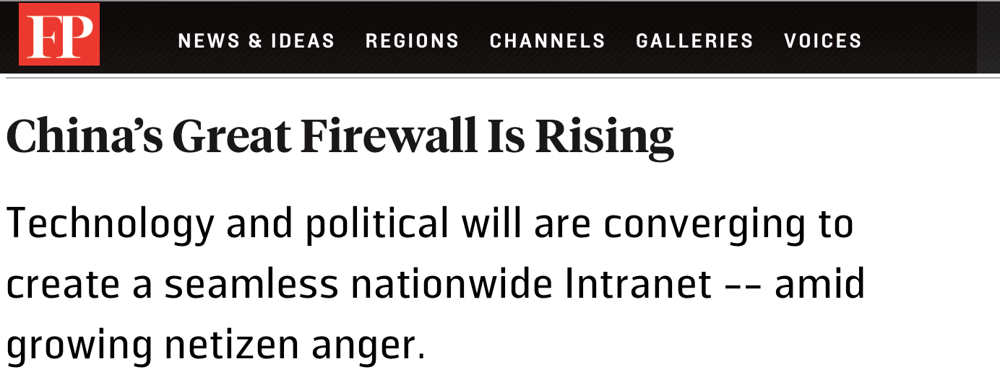 FP NEWS & IDEAS REGIONS CHANNELS GALLERIES VOICES
China’s Great Firewall Is Rising
Technology and political will are converging to
create a seamless nationwide Intranet -- amid
growing netizen anger.